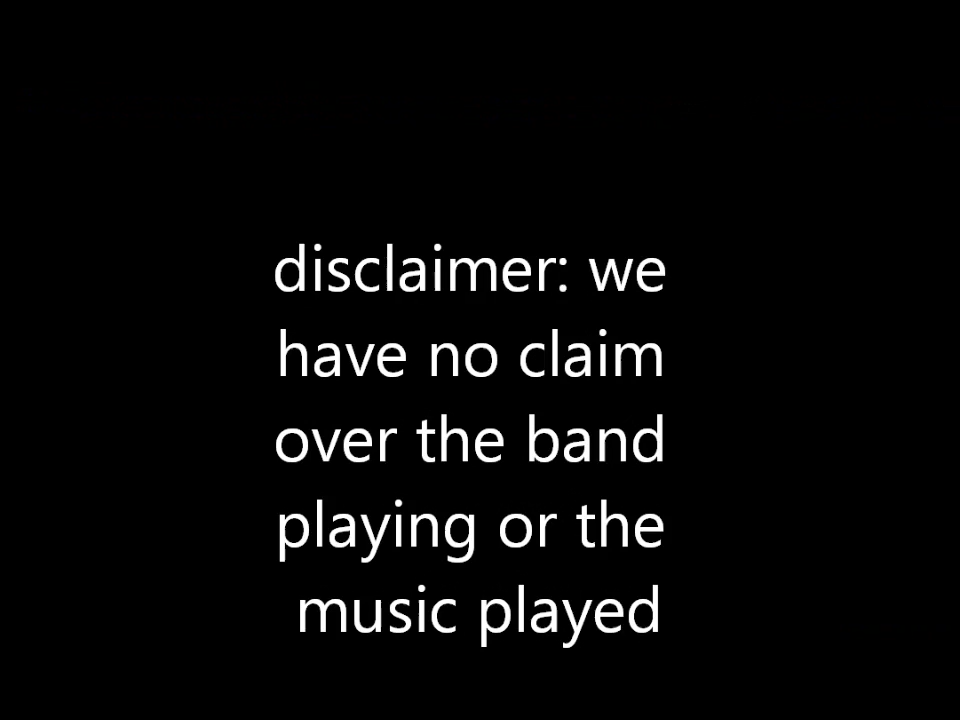 disclaimer: we
have no claim
over the band
playing or the
music played